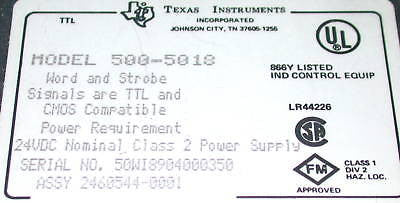 TEXAS INSTRUMENTS
INCORPORATED
JOHNSON CITY, TN 37605-1256
TTL
UL
MODEL 500-5018
866Y LISTED
IND CONTROL EQUIP
Word and Strobe
Signals are TTL and
CMOS Compatible
LR44226
Power Requirement
SA
24VDC Nominal Class 2 Power Supply
SERIAL NO. 50WI8904000350
ASSY 2460544-0001
FM
APPROVED
CLASS 1
DIV 2
HAZ. LOC.